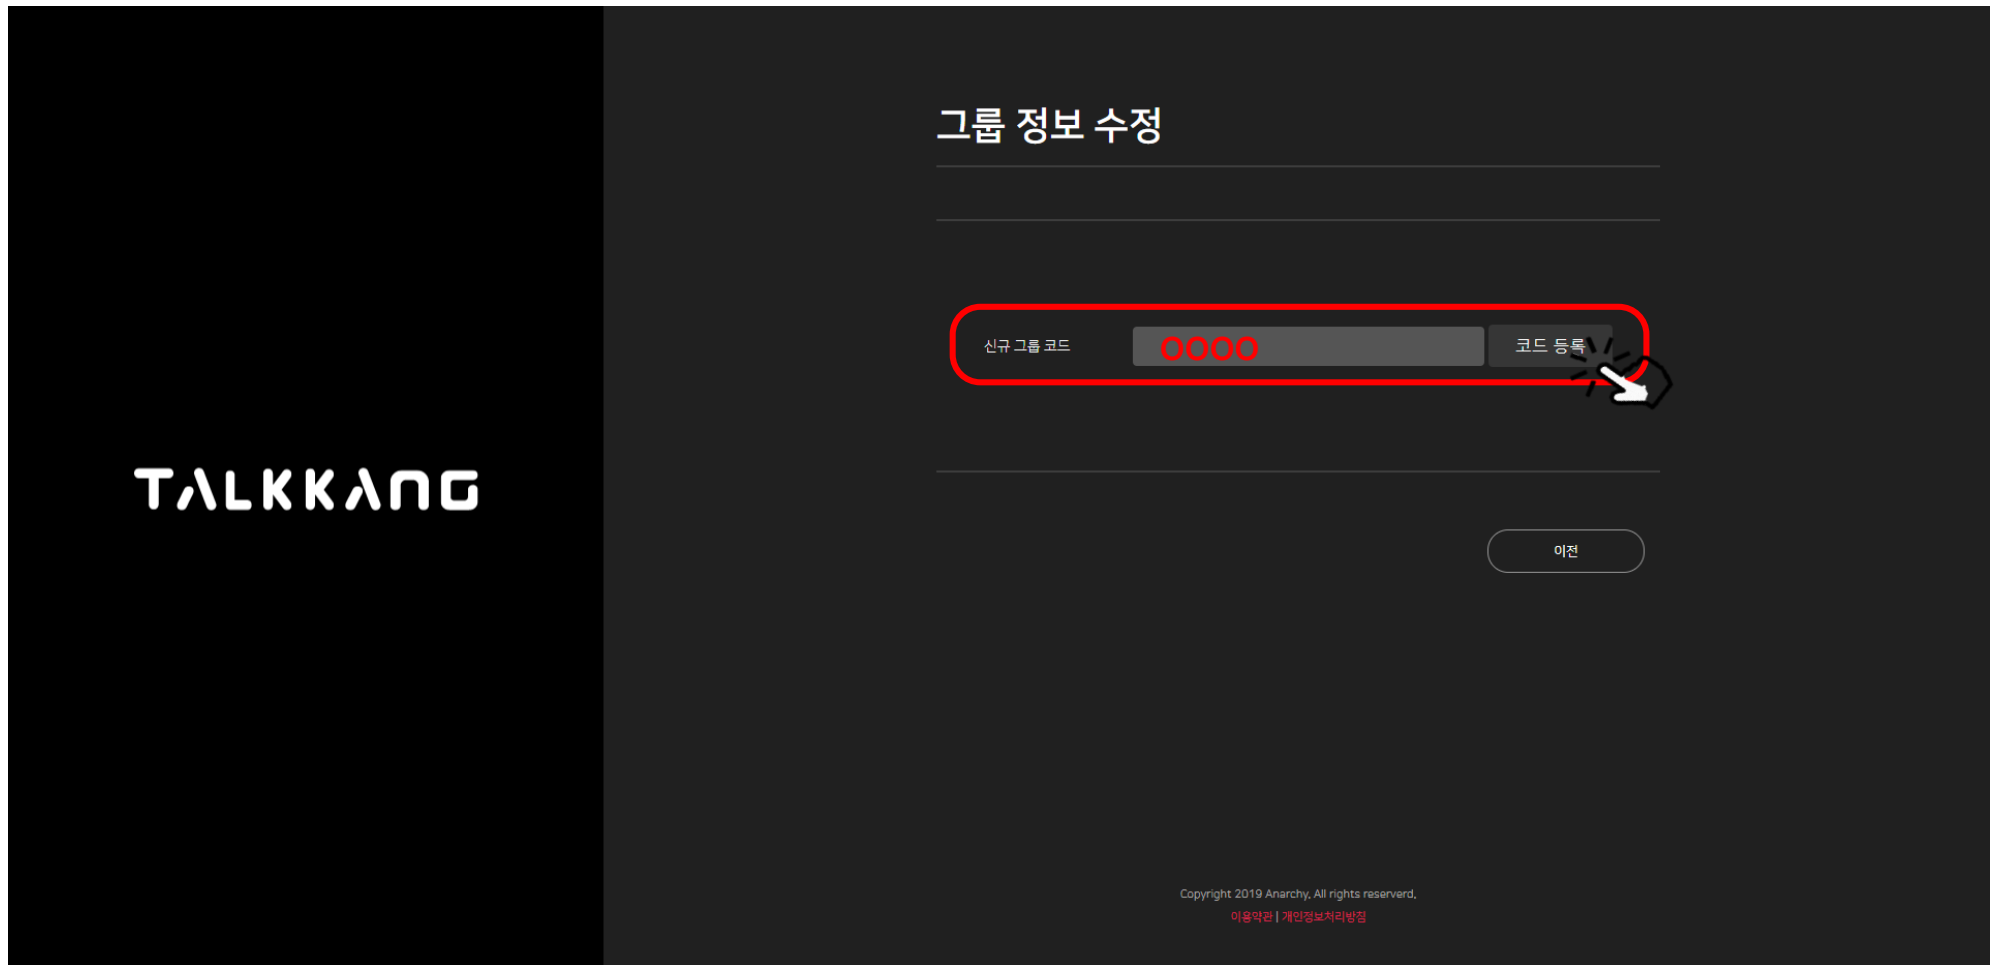 그룹 정보 수정
신규 그룹 코드 OOOO 코드 등록
TALKKANG
이전
Copyright 2019 Anarchy, All rights reserverd,
이용약관 | 개인정보처리방침